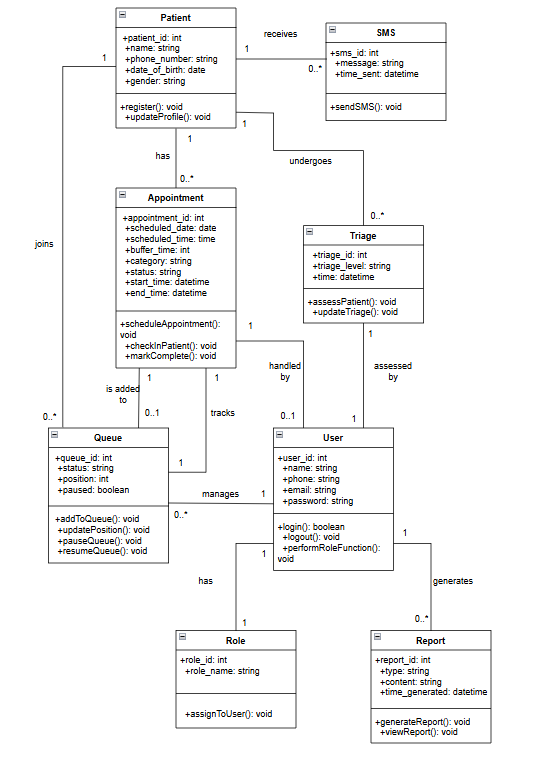 Patient
+patient_id: int
+name: string
+phone_number: string
+date_of_birth: date
+gender: string
+register(): void
+updateProfile(): void
receives
1
0..*
SMS
+sms_id: int
+message: string
+time_sent: datetime
+sendSMS(): void
1
1
has
0..*
1
undergoes
0..*
Appointment
+appointment_id: int
+scheduled_date: date
+scheduled_time: time
+buffer_time: int
+category: string
+status: string
+start_time: datetime
+end_time: datetime
+scheduleAppointment():
void
+checkInPatient(): void
+markComplete(): void
Triage
+triage_id: int
+triage_level: string
+time: datetime
+assessPatient(): void
+updateTriage(): void
joins
0..*
1
is added
to
0..1
1
tracks
1
1
handled
by
0..1
1
assessed
by
1
Queue
+queue_id: int
+status: string
+position: int
+paused: boolean
+addToQueue(): void
+updatePosition(): void
+pauseQueue(): void
+resumeQueue(): void
manages
1
0..*
User
+user_id: int
+name: string
+phone: string
+email: string
+password: string
+login(): boolean
+logout(): void
+performRoleFunction():
void
1
has
1
1
generates
0..*
Role
+role_id: int
+role_name: string
+assignToUser(): void
Report
+report_id: int
+type: string
+content: string
+time_generated: datetime
+generateReport(): void
+viewReport(): void